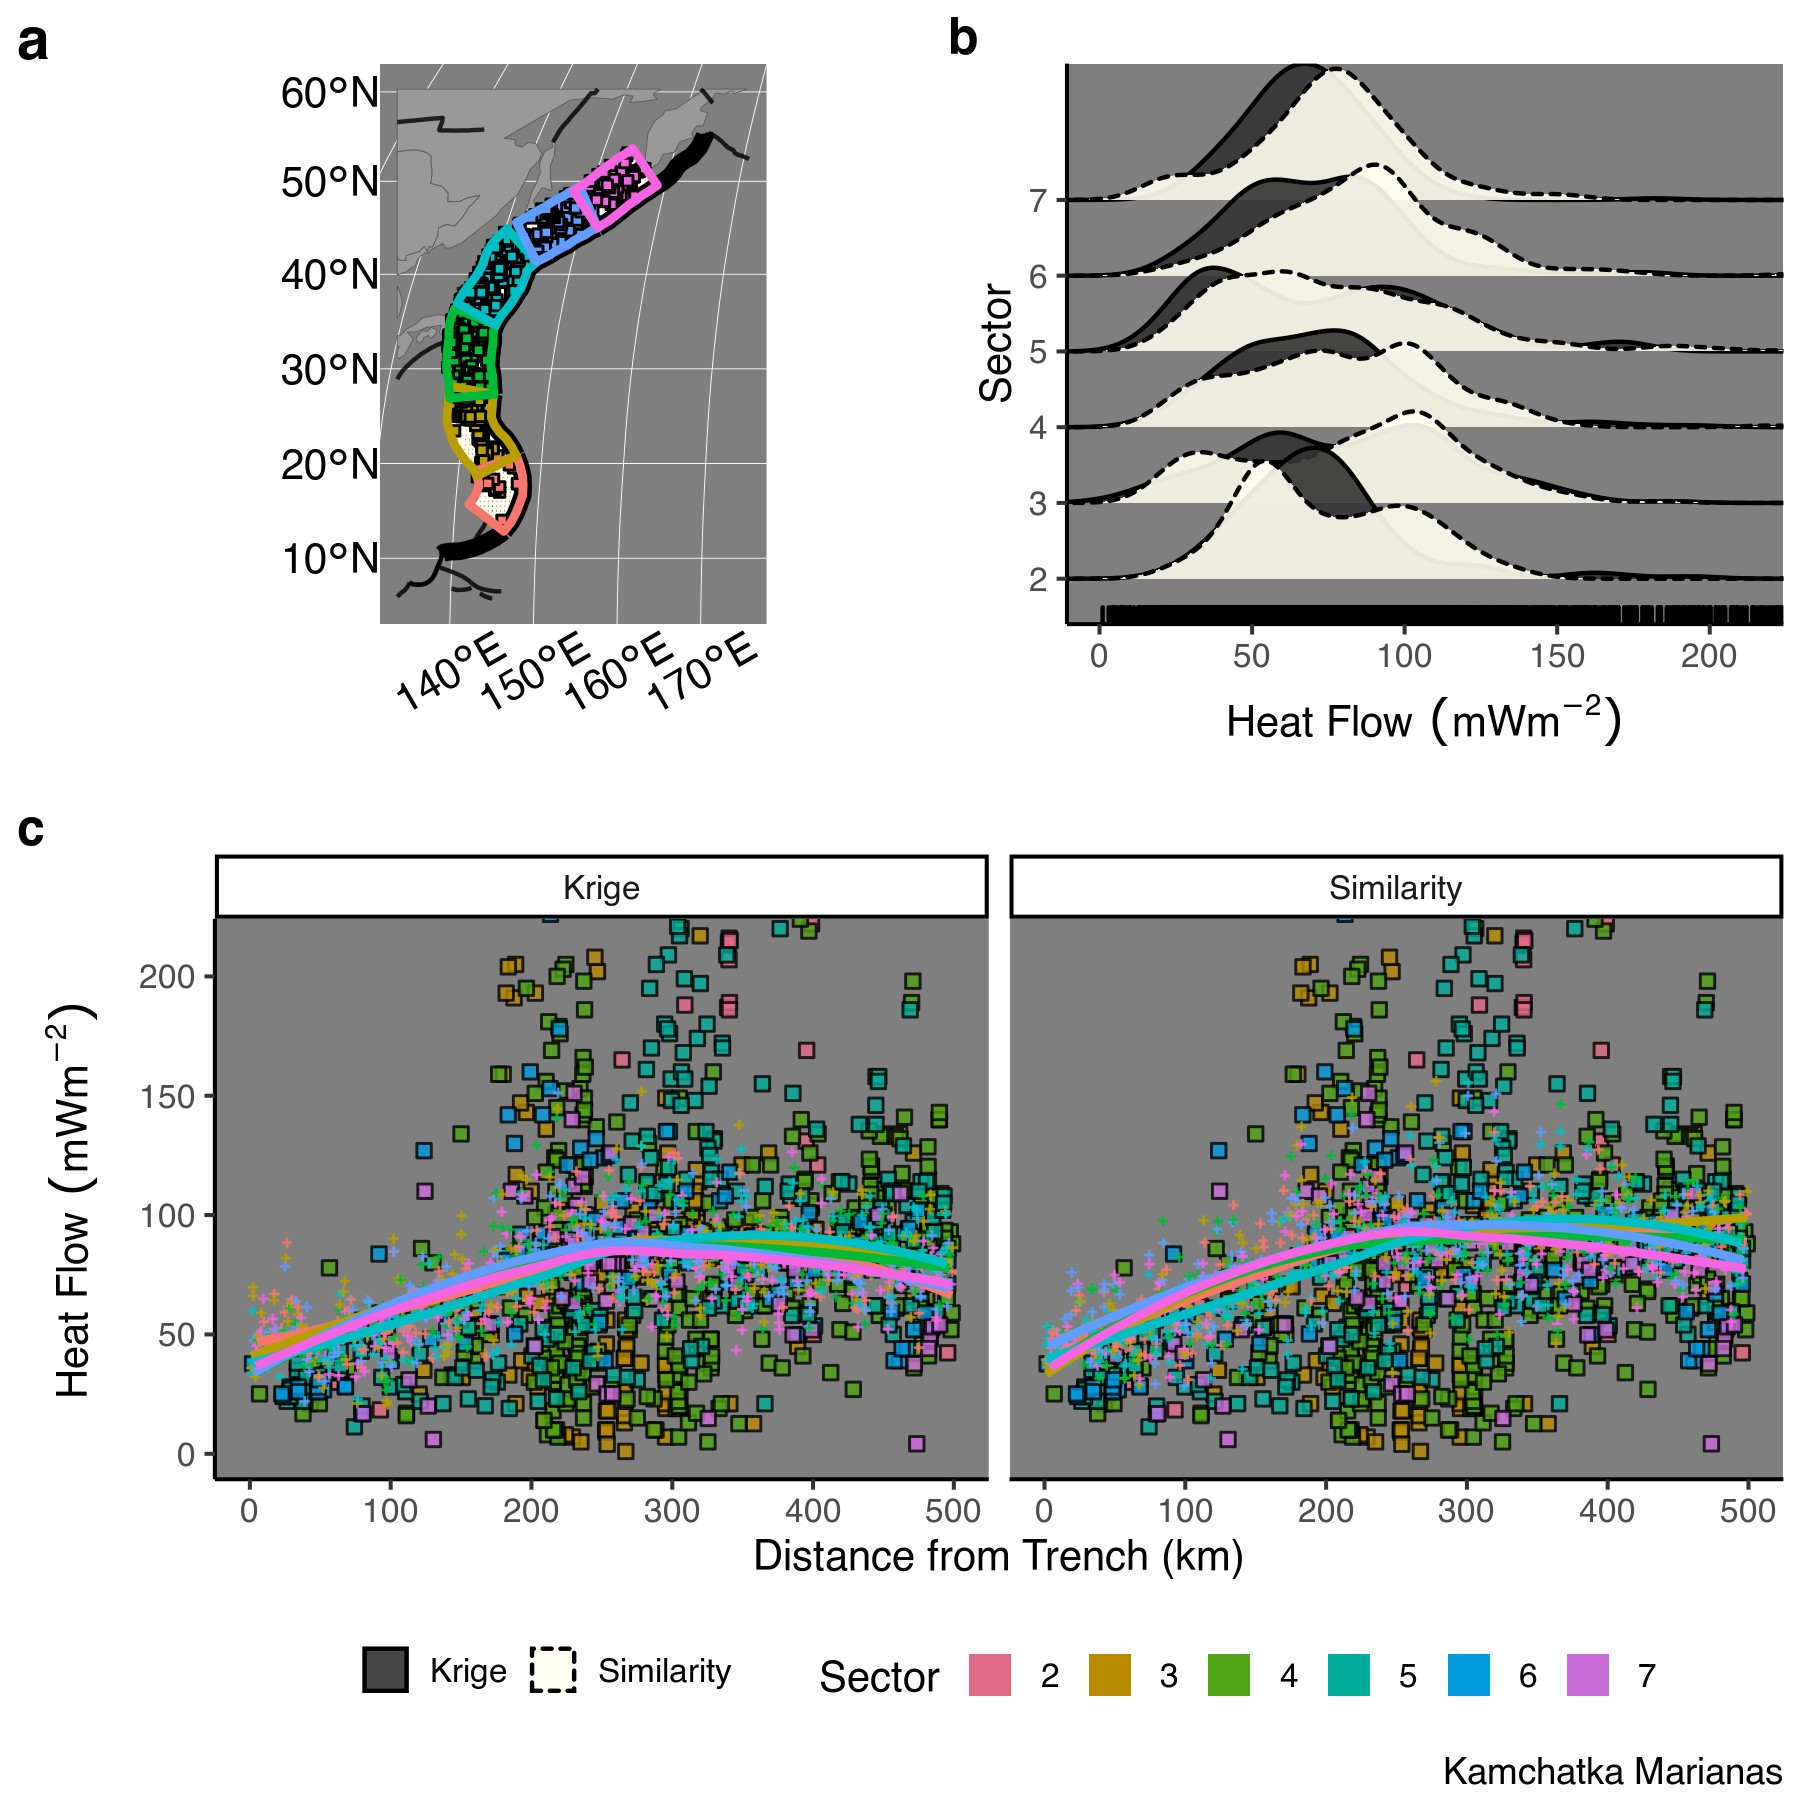 a
60°N
50°N
40°N
30°N
20°N
10°N
140°E 150°E 160°E 170°E
b
Sector
7
6
5
4
3
2
0 50 100 150 200
Heat Flow (mWm−2)
c
Krige
Similarity
Heat Flow (mWm−2)
200
150
100
50
0
0 100 200 300 400 500
0 100 200 300 400 500
Distance from Trench (km)
Krige Similarity Sector 2 3 4 5 6 7
Kamchatka Marianas